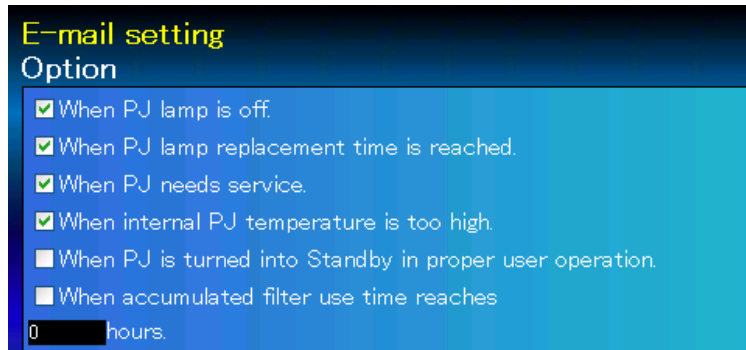 E-mail setting
Option
When PJ lamp is off.
When PJ lamp replacement time is reached.
When PJ needs service.
When internal PJ temperature is too high.
When PJ is turned into Standby in proper user operation.
When accumulated filter use time reaches
0 hours.